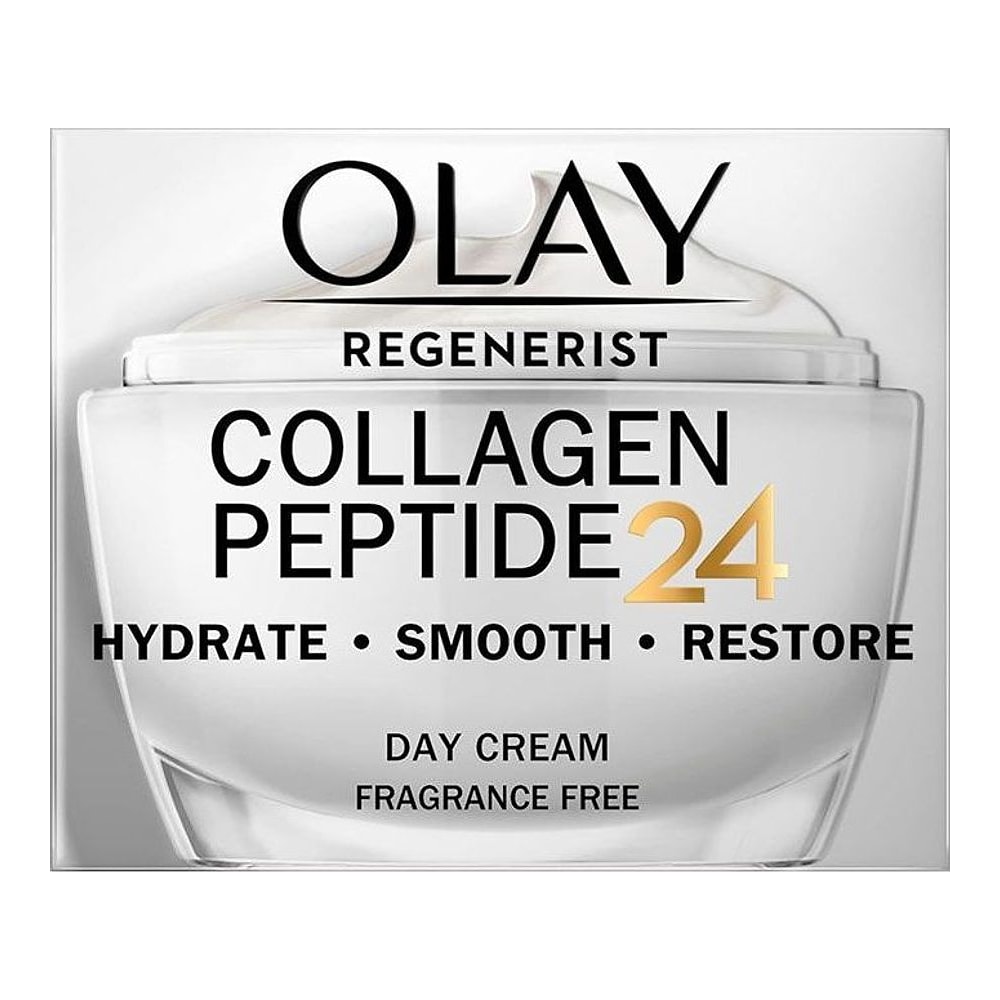 OLAY
REGENERIST
COLLAGEN
PEPTIDE24
HYDRATE • SMOOTH • RESTORE
DAY CREAM
FRAGRANCE FREE